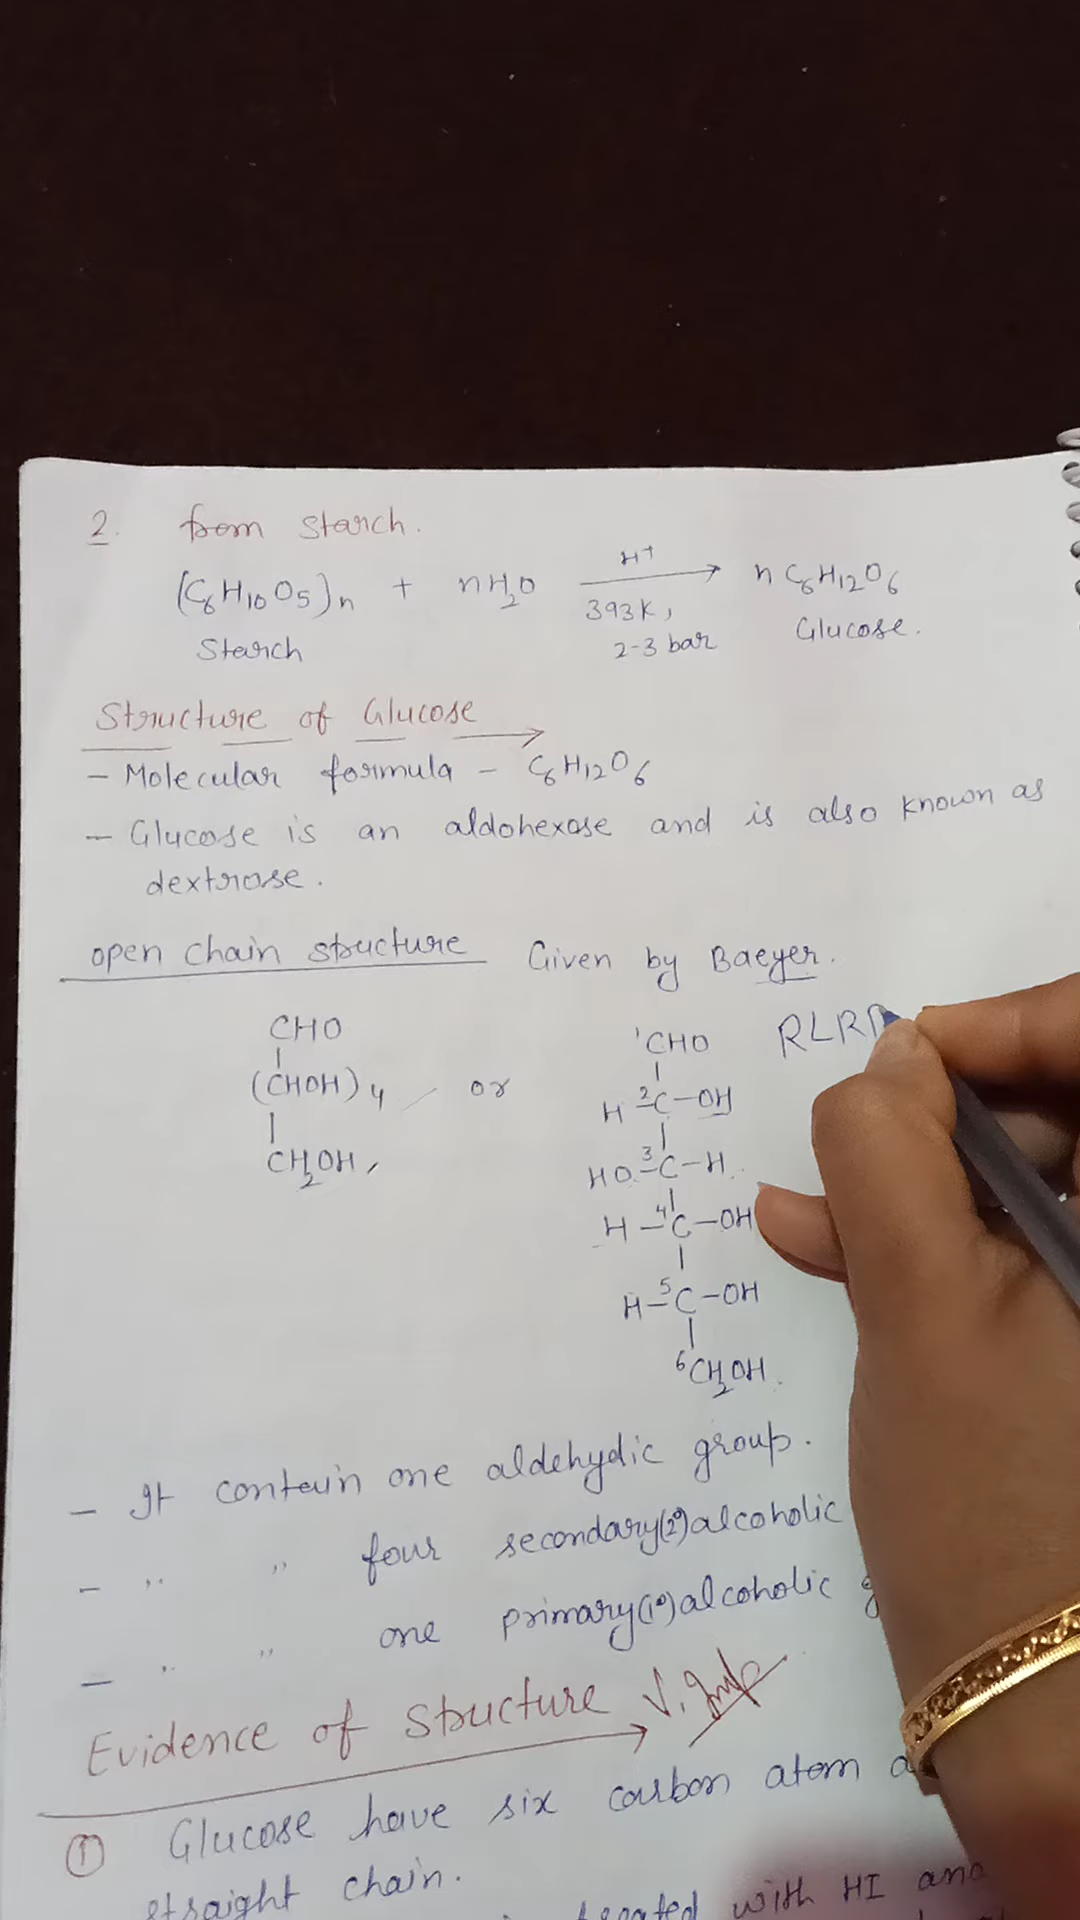 2. from starch.
(C6H10O5)n + nH2O H+ → n C6H12O6
393K,
2-3 bar
Starch Glucose.
Structure of Glucose →
- Molecular formula - C6H12O6
- Glucose is an aldohexose and is also known as
dextrose.
open chain structure Given by Baeyer.
CHO
(CHOH)4
CH2OH,
or
1CHO
H - 2C - OH
HO - 3C - H
H - 4C - OH
H - 5C - OH
6CH2OH.
RLR
- It contain one aldehydic group.
- " " four secondary(2°) alcoholic
- " " one primary(1°) alcoholic
Evidence of structure → V. Imp
① Glucose have six carbon atom
straight chain.
with HI and